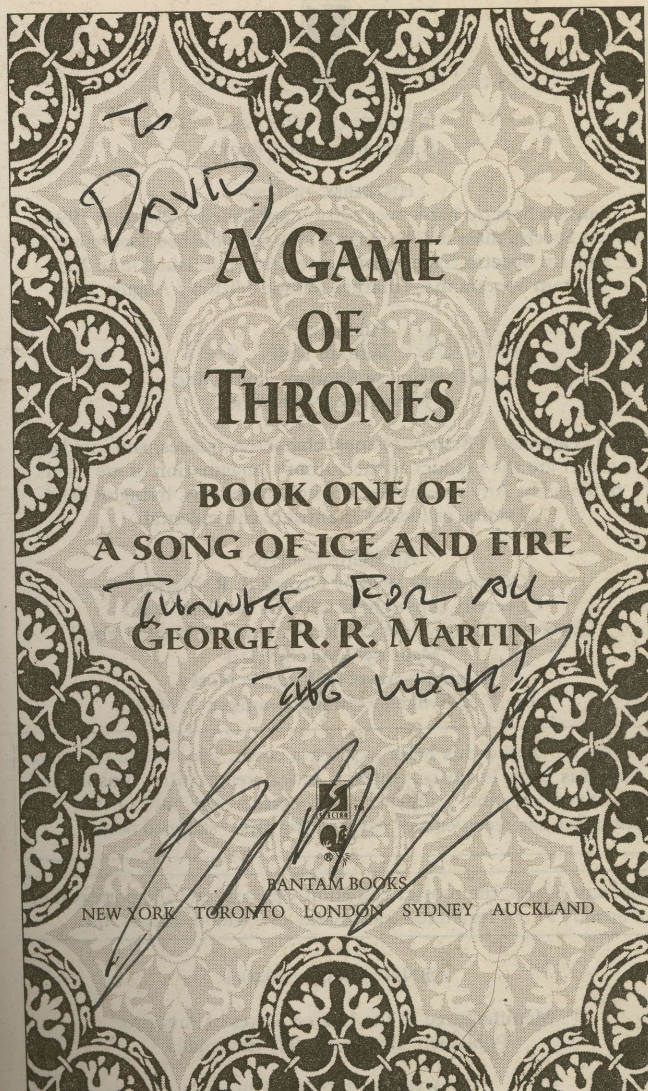 To
DAVID,
A GAME
OF
THRONES
BOOK ONE OF
A SONG OF ICE AND FIRE
THANKS FOR ALL
GEORGE R. R. MARTIN
THE WORK!
SPECTRA™
®
BANTAM BOOKS
NEW YORK TORONTO LONDON SYDNEY AUCKLAND